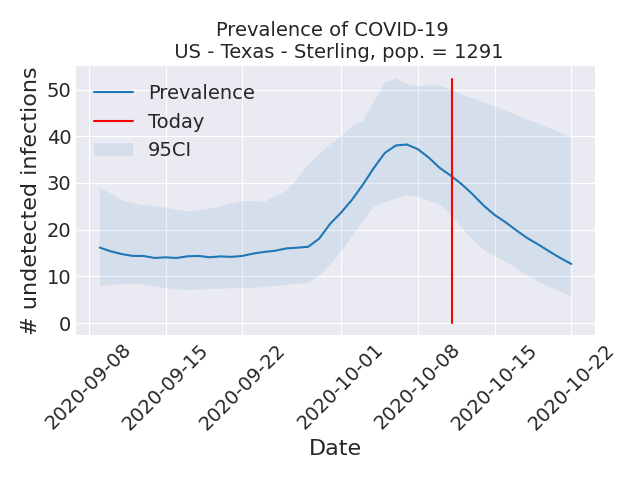 Prevalence of COVID-19
US - Texas - Sterling, pop. = 1291
# undetected infections
50
40
30
20
10
0
Prevalence
Today
95CI
2020-09-08
2020-09-15
2020-09-22
2020-10-01
2020-10-08
2020-10-15
2020-10-22
Date